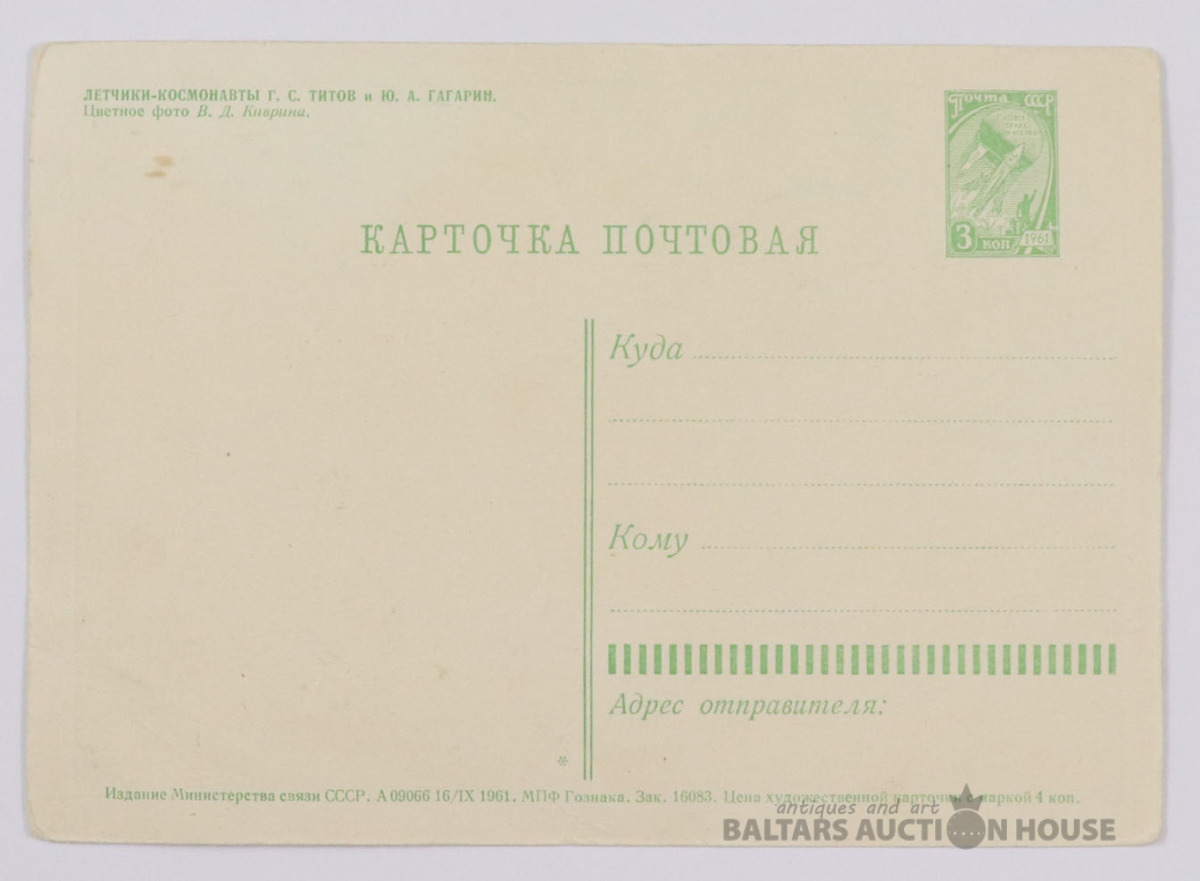 ЛЕТЧИКИ-КОСМОНАВТЫ Г. С. ТИТОВ и Ю. А. ГАГАРИН.
Цветное фото В. Д. Киврина.
Почта СССР
3 КОП
1961
КАРТОЧКА ПОЧТОВАЯ
Куда
Кому
Адрес отправителя:
*
Издание Министерства связи СССР. А 09066 16/IX 1961. МПФ Гознака. Зак. 16083. Цена художественной карточки с маркой 4 коп.
antiques and art
BALTARS AUCTION HOUSE